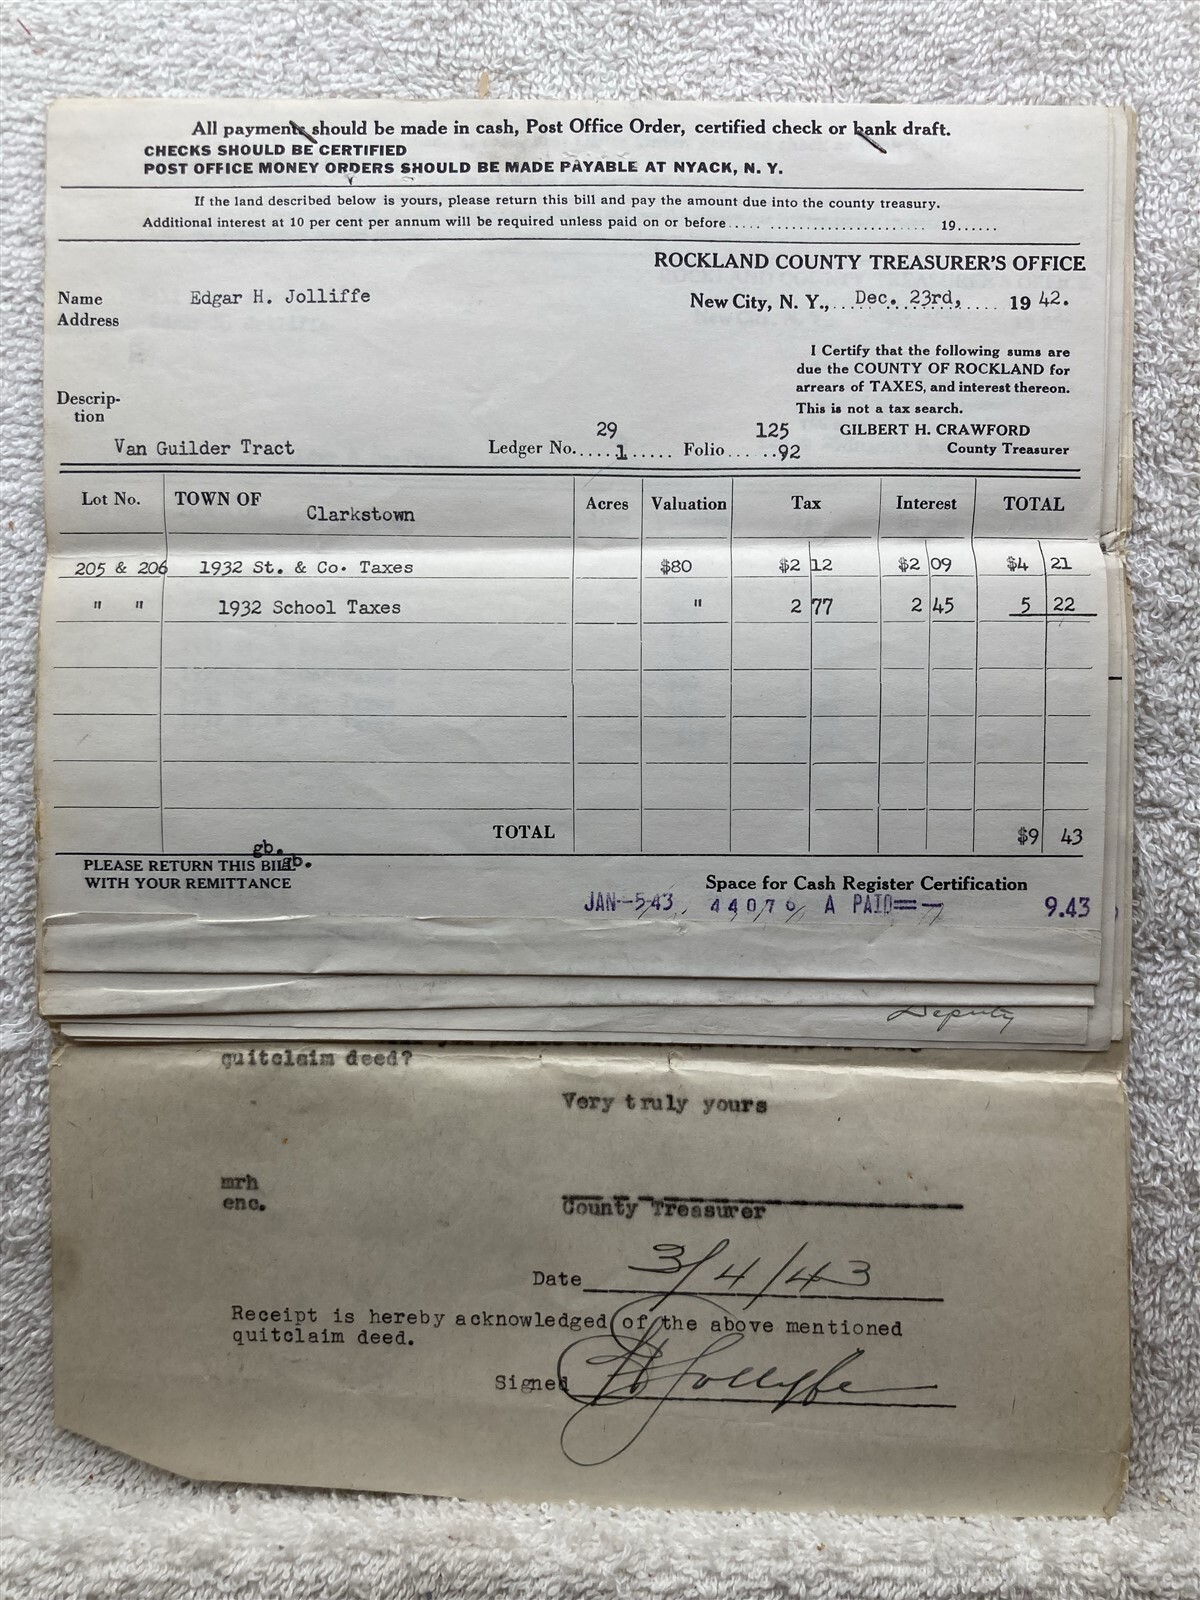 All payments should be made in cash, Post Office Order, certified check or bank draft.
CHECKS SHOULD BE CERTIFIED
POST OFFICE MONEY ORDERS SHOULD BE MADE PAYABLE AT NYACK, N. Y.
If the land described below is yours, please return this bill and pay the amount due into the county treasury.
Additional interest at 10 per cent per annum will be required unless paid on or before..... ........................ 19......
ROCKLAND COUNTY TREASURER'S OFFICE
Name Edgar H. Jolliffe New City, N. Y., Dec. 23rd, 19 42.
Address
I Certify that the following sums are
due the COUNTY OF ROCKLAND for
arrears of TAXES, and interest thereon.
This is not a tax search.
Descrip-
tion
29 125 GILBERT H. CRAWFORD
Van Guilder Tract Ledger No.....1..... Folio......92 County Treasurer
Lot No. TOWN OF Clarkstown Acres Valuation Tax Interest TOTAL
205 & 206 1932 St. & Co. Taxes $80 $2 12 $2 09 $4 21
" " 1932 School Taxes " 2 77 2 45 5 22
TOTAL $9 43
gb.
PLEASE RETURN THIS BILL gb.
WITH YOUR REMITTANCE
Space for Cash Register Certification
JAN--5-43 A PAID== 9.43
Deputy
quitclaim deed?
Very truly yours
mrh
enc.
County Treasurer
Date 3/4/43
Receipt is hereby acknowledged of the above mentioned
quitclaim deed.
Signed Jolliffe